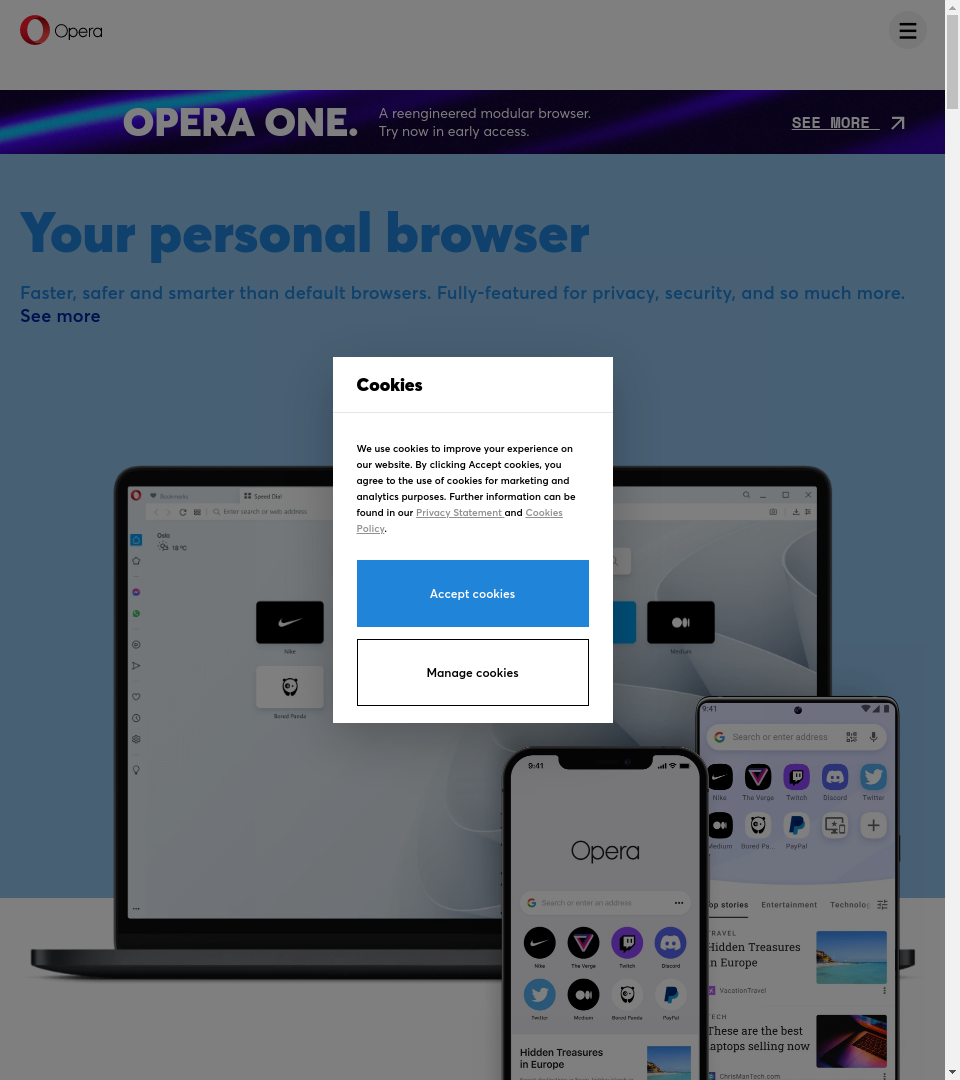 Opera
OPERA ONE.
A reengineered modular browser.
Try now in early access.
SEE MORE
Your personal browser
Faster, safer and smarter than default browsers. Fully-featured for privacy, security, and so much more.
See more
Cookies
We use cookies to improve your experience on
our website. By clicking Accept cookies, you
agree to the use of cookies for marketing and
analytics purposes. Further information can be
found in our Privacy Statement and Cookies
Policy.
Accept cookies
Manage cookies
Bookmarks
Speed Dial
Enter search or web address
Oslo
18 °C
Nike
Medium
Bored Panda
9:41
Search or enter address
Nike
The Verge
Twitch
Discord
Twitter
Medium
Bored Pa...
PayPal
Top stories
Entertainment
Technolog
TRAVEL
Hidden Treasures
in Europe
VacationTravel
TECH
These are the best
laptops selling now
ChrisManTech.com
9:41
Opera
Search or enter an address
Nike
The Verge
Twitch
Discord
Twitter
Medium
Bored Panda
PayPal
Hidden Treasures
in Europe